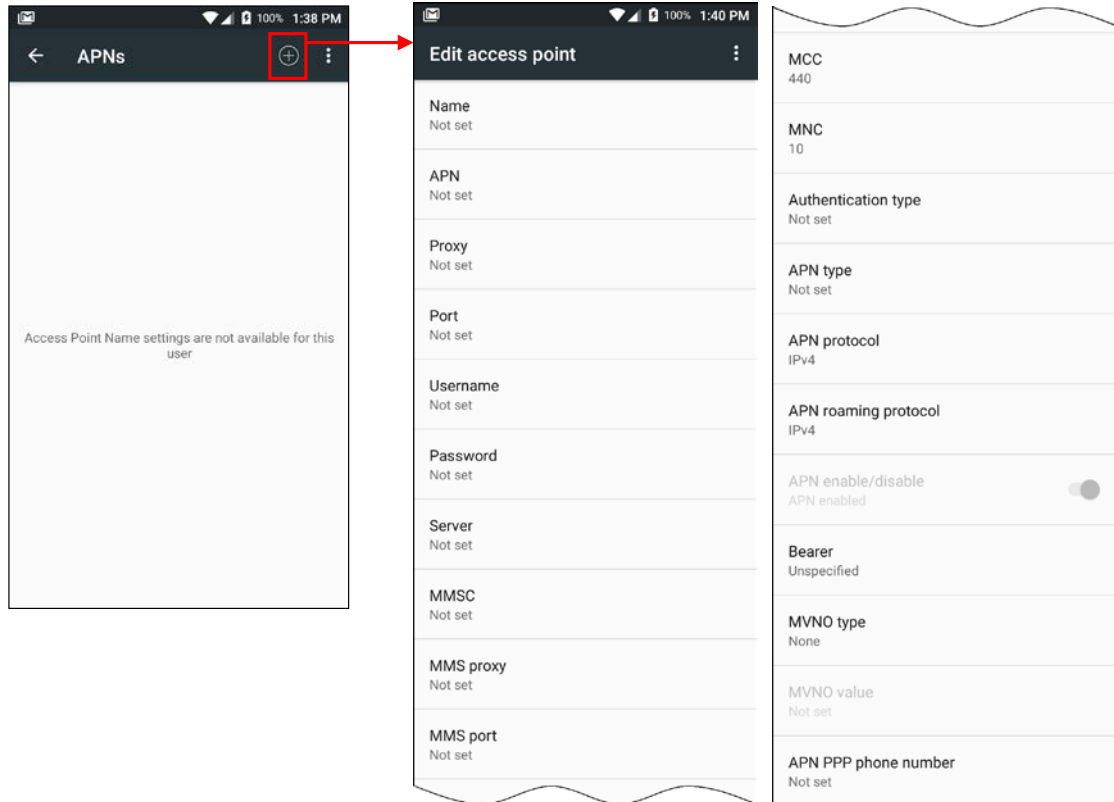 100% 1:38 PM
APNs
Access Point Name settings are not available for this
user
100% 1:40 PM
Edit access point
Name
Not set
APN
Not set
Proxy
Not set
Port
Not set
Username
Not set
Password
Not set
Server
Not set
MMSC
Not set
MMS proxy
Not set
MMS port
Not set
MCC
440
MNC
10
Authentication type
Not set
APN type
Not set
APN protocol
IPv4
APN roaming protocol
IPv4
APN enable/disable
APN enabled
Bearer
Unspecified
MVNO type
None
MVNO value
Not set
APN PPP phone number
Not set